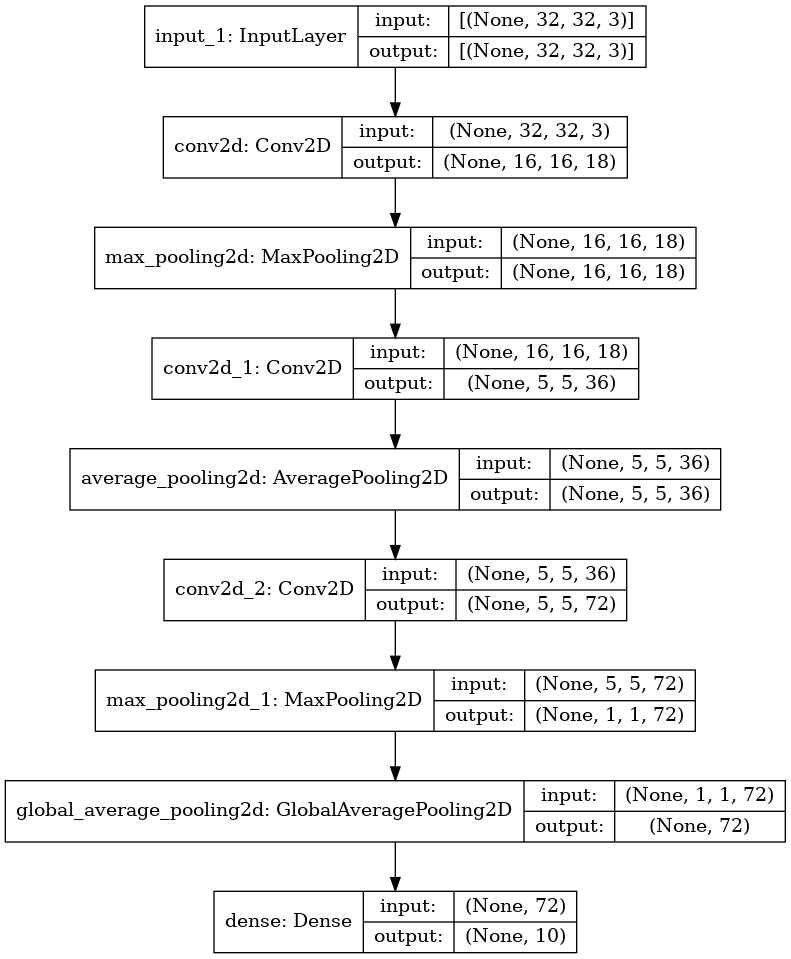 input_1: InputLayer
input:
[(None, 32, 32, 3)]
output:
[(None, 32, 32, 3)]
conv2d: Conv2D
input:
(None, 32, 32, 3)
output:
(None, 16, 16, 18)
max_pooling2d: MaxPooling2D
input:
(None, 16, 16, 18)
output:
(None, 16, 16, 18)
conv2d_1: Conv2D
input:
(None, 16, 16, 18)
output:
(None, 5, 5, 36)
average_pooling2d: AveragePooling2D
input:
(None, 5, 5, 36)
output:
(None, 5, 5, 36)
conv2d_2: Conv2D
input:
(None, 5, 5, 36)
output:
(None, 5, 5, 72)
max_pooling2d_1: MaxPooling2D
input:
(None, 5, 5, 72)
output:
(None, 1, 1, 72)
global_average_pooling2d: GlobalAveragePooling2D
input:
(None, 1, 1, 72)
output:
(None, 72)
dense: Dense
input:
(None, 72)
output:
(None, 10)